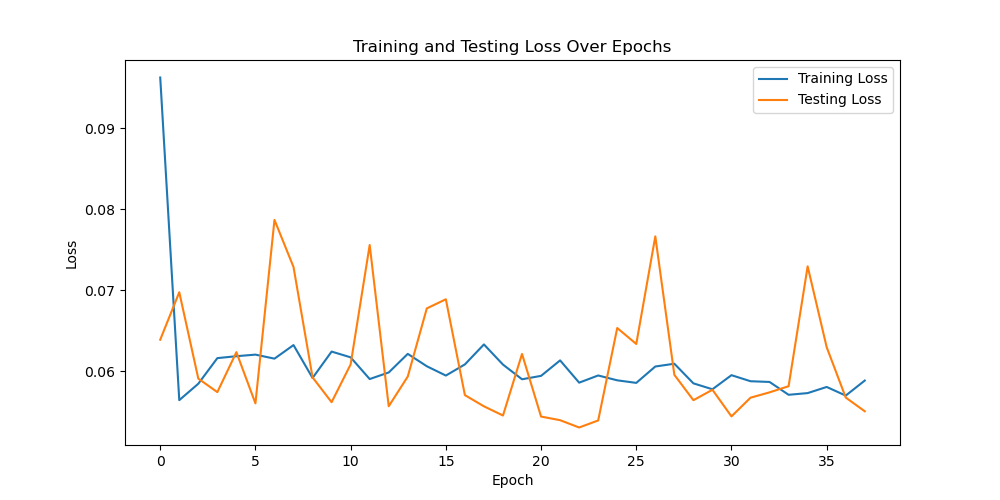 Training and Testing Loss Over Epochs
Training Loss
Testing Loss
0.09
0.08
0.07
0.06
Loss
0 5 10 15 20 25 30 35
Epoch